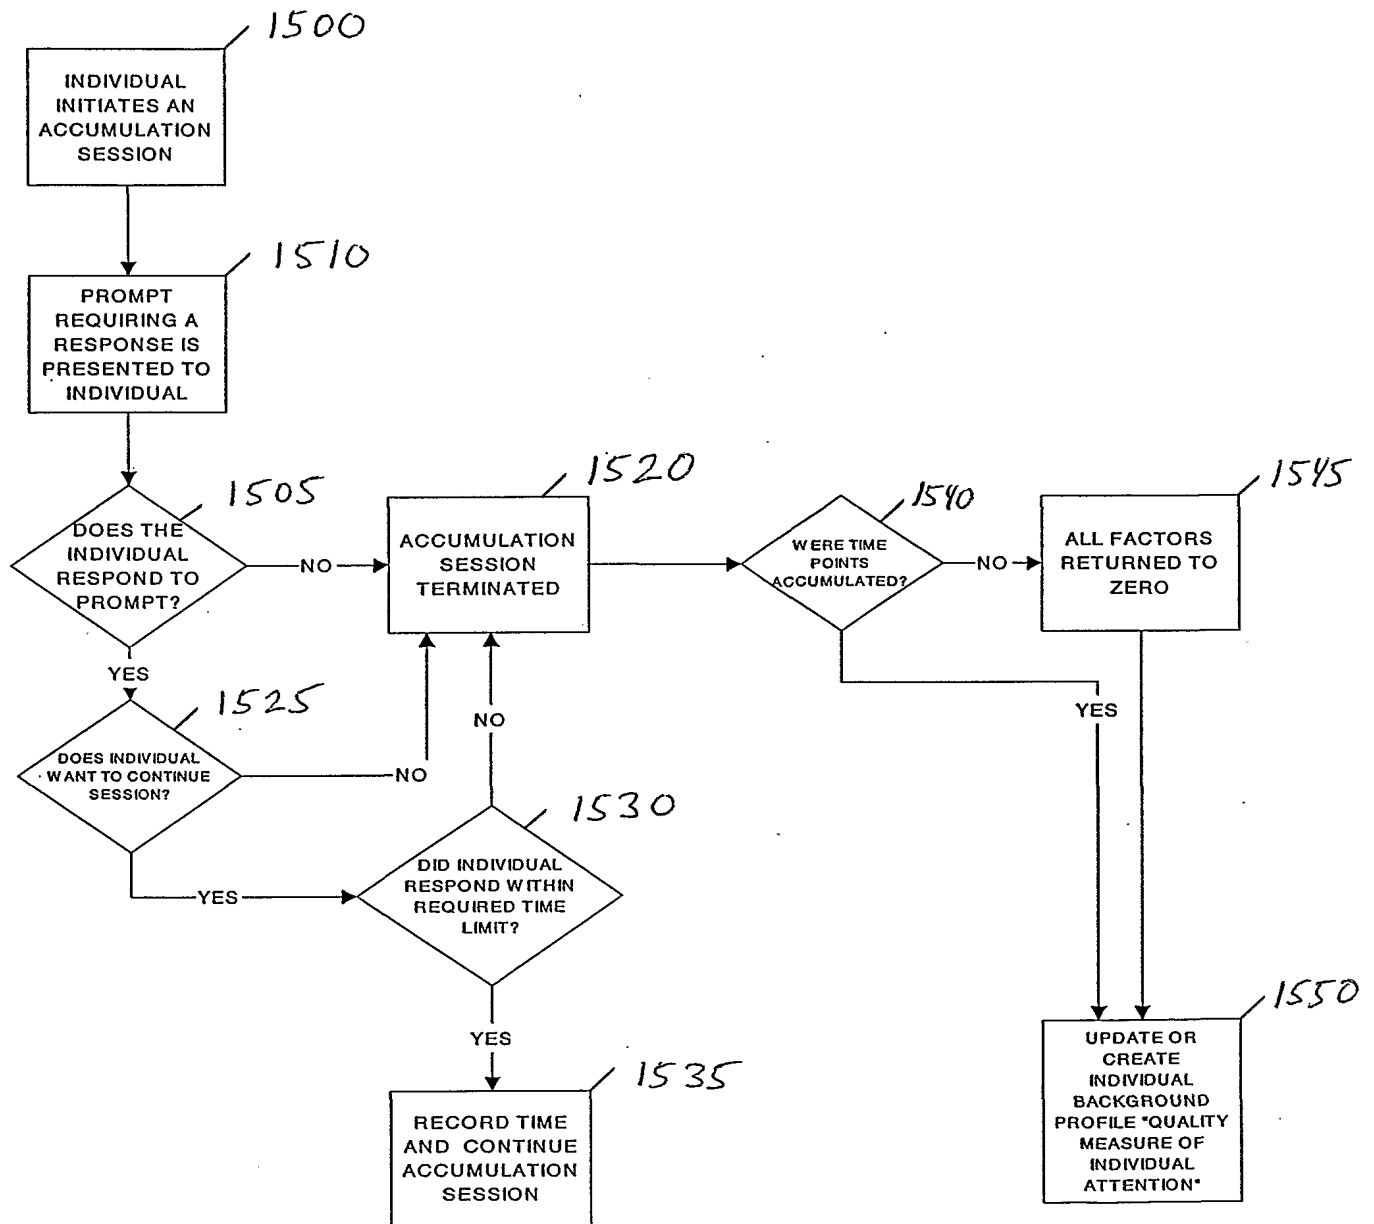 1500
INDIVIDUAL
INITIATES AN
ACCUMULATION
SESSION
1510
PROMPT
REQUIRING A
RESPONSE IS
PRESENTED TO
INDIVIDUAL
1505
DOES THE
INDIVIDUAL
RESPOND TO
PROMPT?
NO
YES
1520
ACCUMULATION
SESSION
TERMINATED
1540
WERE TIME
POINTS
ACCUMULATED?
NO
YES
1545
ALL FACTORS
RETURNED TO
ZERO
1525
DOES INDIVIDUAL
WANT TO CONTINUE
SESSION?
NO
YES
1530
DID INDIVIDUAL
RESPOND WITHIN
REQUIRED TIME
LIMIT?
NO
YES
1535
RECORD TIME
AND CONTINUE
ACCUMULATION
SESSION
1550
UPDATE OR
CREATE
INDIVIDUAL
BACKGROUND
PROFILE "QUALITY
MEASURE OF
INDIVIDUAL
ATTENTION"